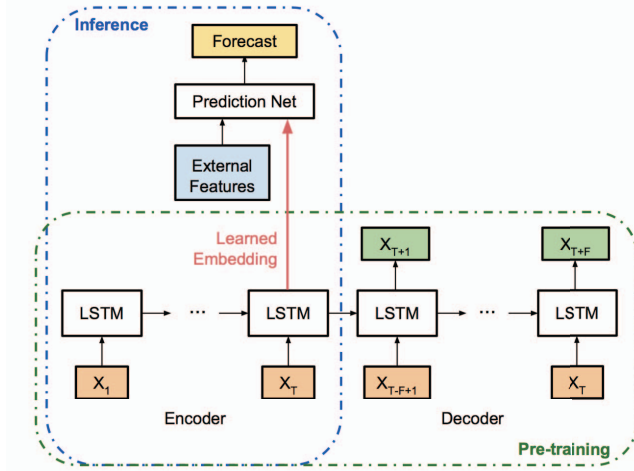 Inference
Forecast
Prediction Net
External
Features
Learned
Embedding
X_{T+1}
X_{T+F}
LSTM
...
LSTM
LSTM
...
LSTM
X_1
X_T
X_{T-F+1}
X_T
Encoder
Decoder
Pre-training